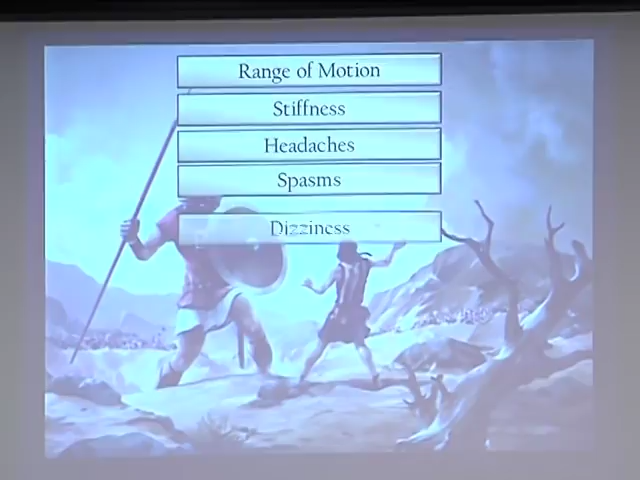 Range of Motion
Stiffness
Headaches
Spasms
Dizziness